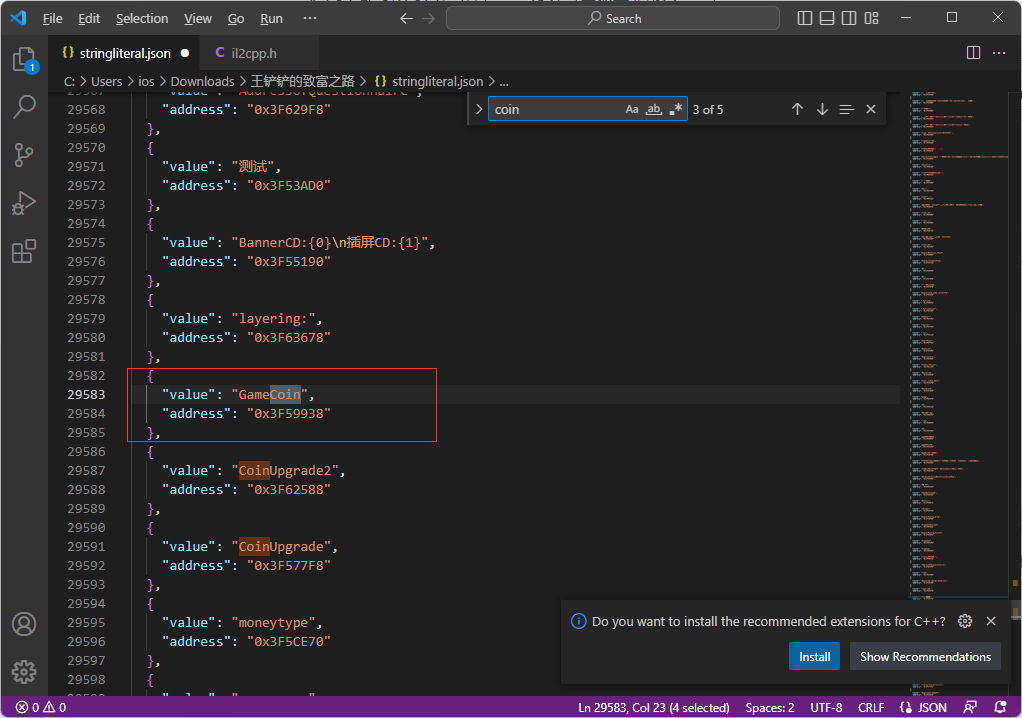 File Edit Selection View Go Run ··· Search
{} stringliteral.json ● C il2cpp.h ···
C: > Users > ios > Downloads > 王铲铲的致富之路 > {} stringliteral.json > ...
coin Aa ab .* 3 of 5
29568 "address": "0x3F629F8"
29569 },
29570 {
29571 "value": "测试",
29572 "address": "0x3F53AD0"
29573 },
29574 {
29575 "value": "BannerCD:{0}\n插屏CD:{1}",
29576 "address": "0x3F55190"
29577 },
29578 {
29579 "value": "layering:",
29580 "address": "0x3F63678"
29581 },
29582 {
29583 "value": "GameCoin",
29584 "address": "0x3F59938"
29585 },
29586 {
29587 "value": "CoinUpgrade2",
29588 "address": "0x3F62588"
29589 },
29590 {
29591 "value": "CoinUpgrade",
29592 "address": "0x3F577F8"
29593 },
29594 {
29595 "value": "moneytype",
29596 "address": "0x3F5CE70"
29597 },
29598 {
1
Do you want to install the recommended extensions for C++?
Install Show Recommendations
0 0 Ln 29583, Col 23 (4 selected) Spaces: 2 UTF-8 CRLF {} JSON